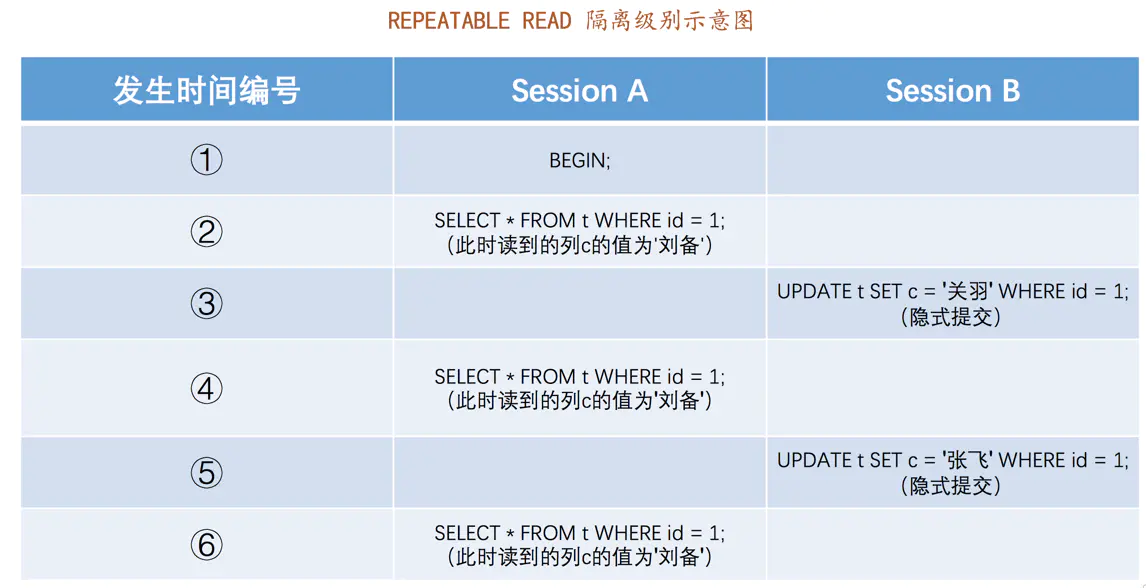 REPEATABLE READ 隔离级别示意图
发生时间编号
Session A
Session B
①
BEGIN;
②
SELECT * FROM t WHERE id = 1;
（此时读到的列c的值为'刘备'）
③
UPDATE t SET c = '关羽' WHERE id = 1;
（隐式提交）
④
SELECT * FROM t WHERE id = 1;
（此时读到的列c的值为'刘备'）
⑤
UPDATE t SET c = '张飞' WHERE id = 1;
（隐式提交）
⑥
SELECT * FROM t WHERE id = 1;
（此时读到的列c的值为'刘备'）